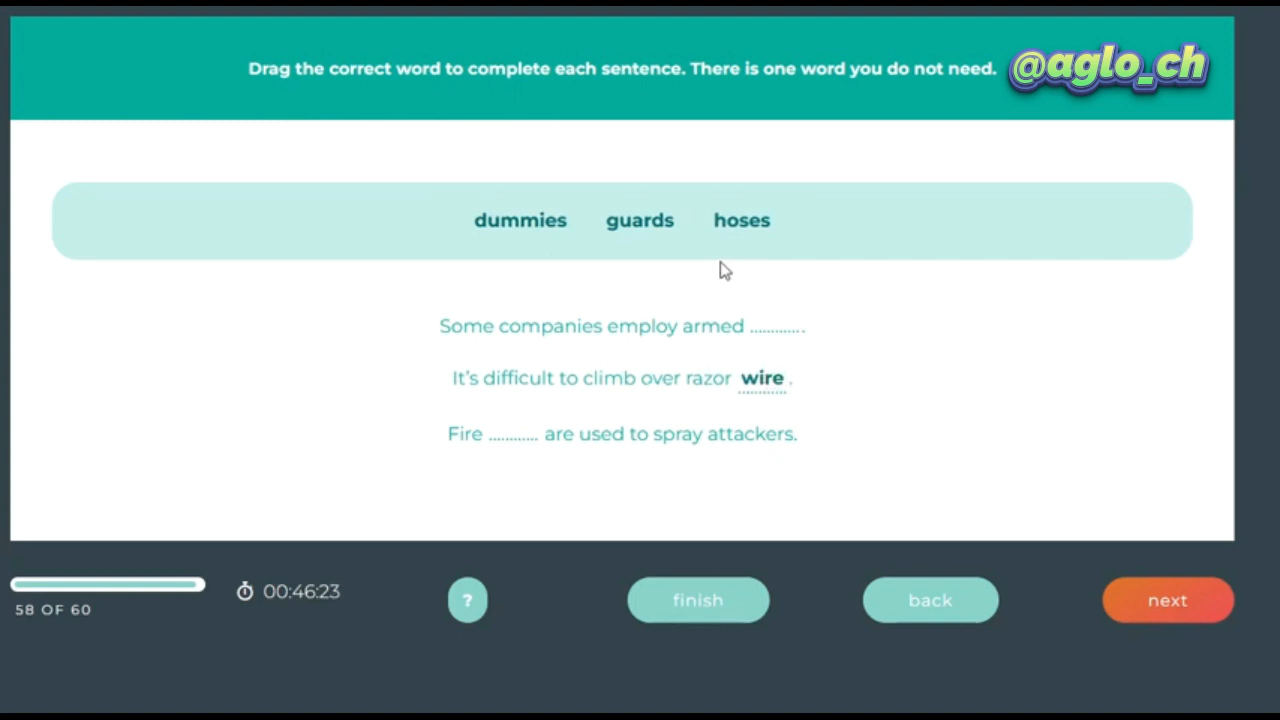 Drag the correct word to complete each sentence. There is one word you do not need.
@aglo_ch
dummies guards hoses
Some companies employ armed ............
It's difficult to climb over razor wire .
Fire ............ are used to spray attackers.
58 OF 60
00:46:23
?
finish
back
next